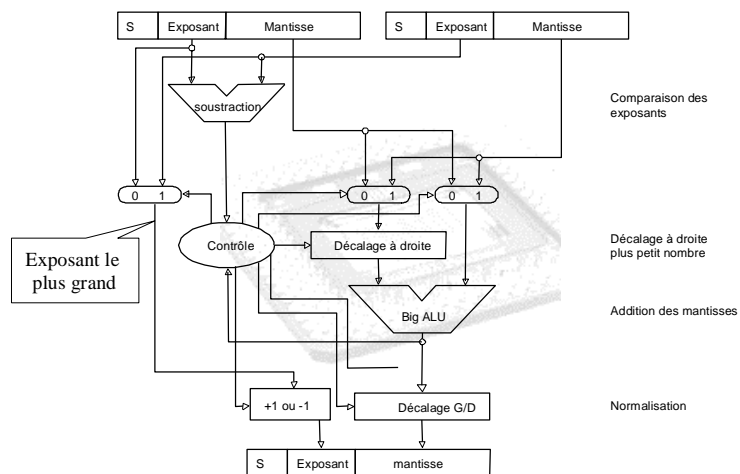 S Exposant Mantisse S Exposant Mantisse
soustraction
Comparaison des
exposants
0 1 0 1 0 1
Contrôle
Décalage à droite
Décalage à droite
plus petit nombre
Exposant le
plus grand
Big ALU
Addition des mantisses
+1 ou -1
Décalage G/D
Normalisation
S Exposant mantisse